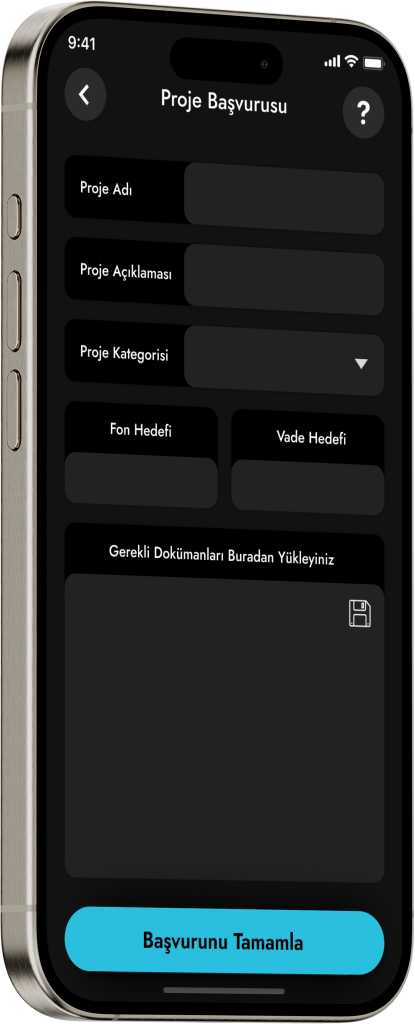 9:41
Proje Başvurusu
?
Proje Adı
Proje Açıklaması
Proje Kategorisi
Fon Hedefi
Vade Hedefi
Gerekli Dokümanları Buradan Yükleyiniz
Başvurunu Tamamla